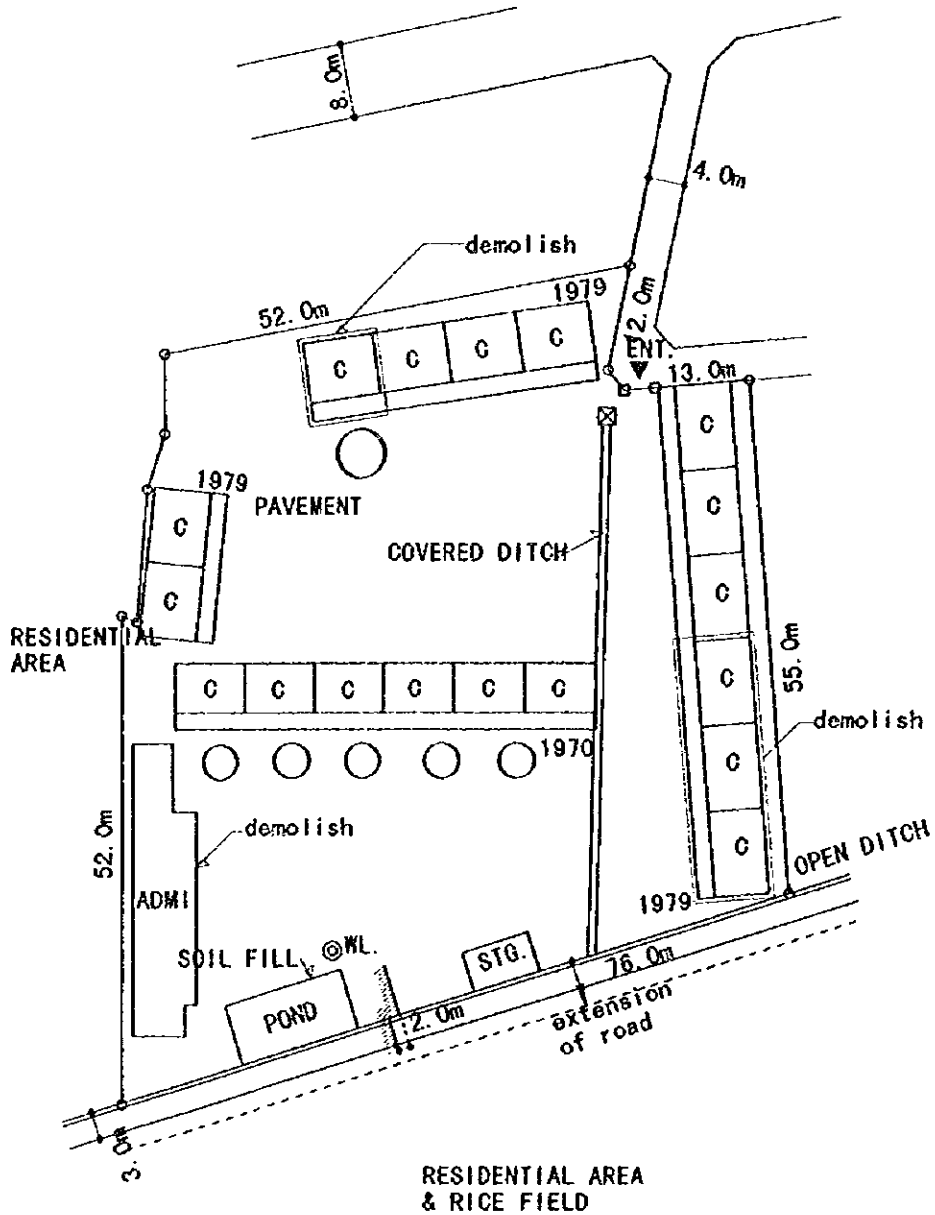 8.0m
4.0m
demolish
1979
52.0m
12.0m
ENT.
13.0m
C
C
C
C
C
1979
PAVEMENT
C
C
COVERED DITCH
C
C
RESIDENTIAL
AREA
C
C
C
C
C
C
C
55.0m
1970
demolish
C
52.0m
demolish
C
OPEN DITCH
ADMI
1979
SOIL FILL
WL.
STG.
76.0m
POND
2.0m
extension
of road
3.0m
RESIDENTIAL AREA
& RICE FIELD